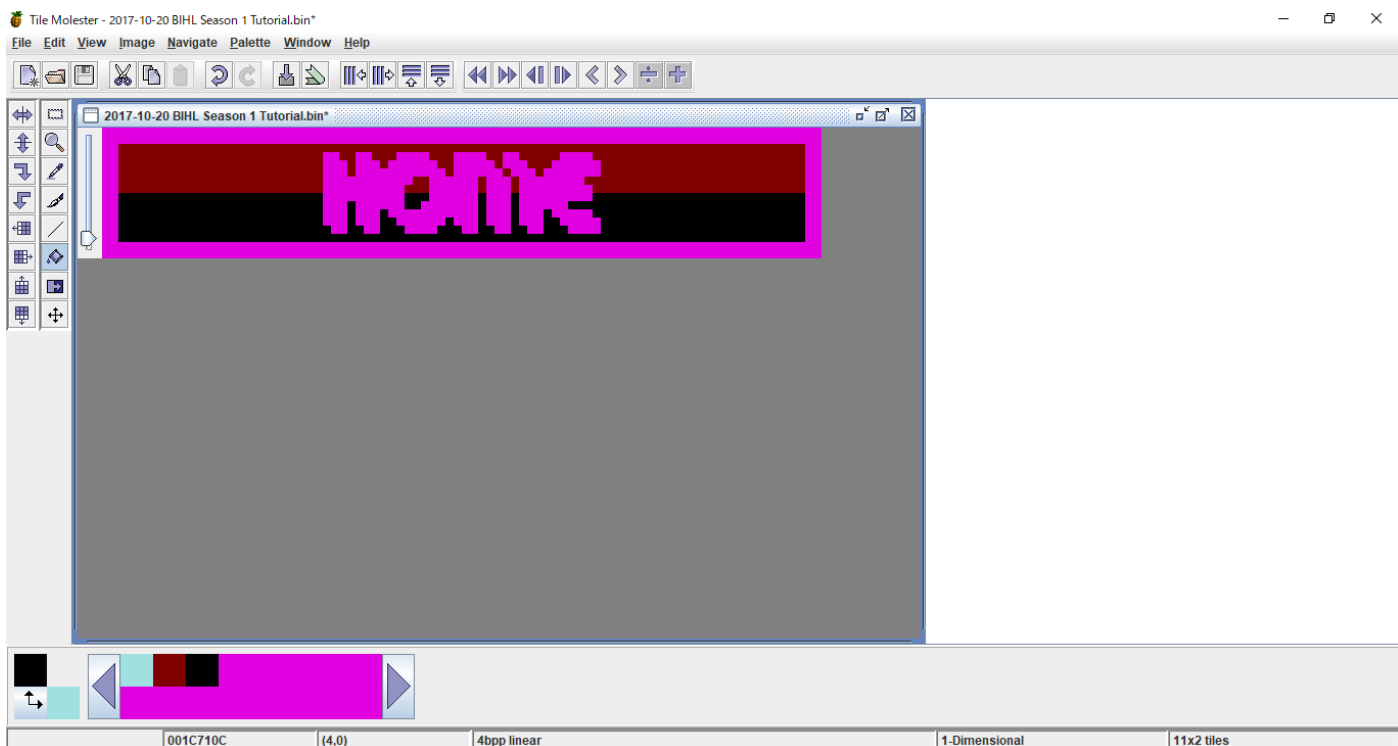 Tile Molester - 2017-10-20 BIHL Season 1 Tutorial.bin*
File Edit View Image Navigate Palette Window Help
2017-10-20 BIHL Season 1 Tutorial.bin*
HOME
001C710C (4,0) 4bpp linear 1-Dimensional 11x2 tiles